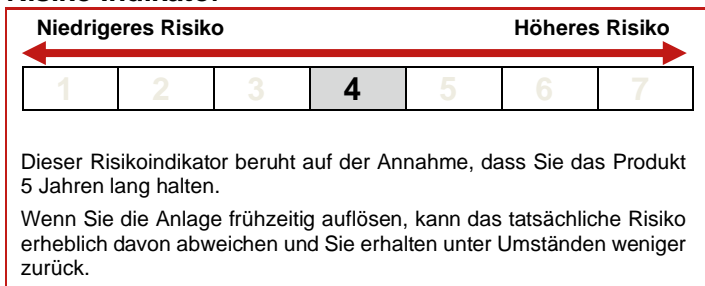 Niedrigeres Risiko Höheres Risiko
1 2 3 4 5 6 7
Dieser Risikoindikator beruht auf der Annahme, dass Sie das Produkt
5 Jahren lang halten.
Wenn Sie die Anlage frühzeitig auflösen, kann das tatsächliche Risiko
erheblich davon abweichen und Sie erhalten unter Umständen weniger
zurück.